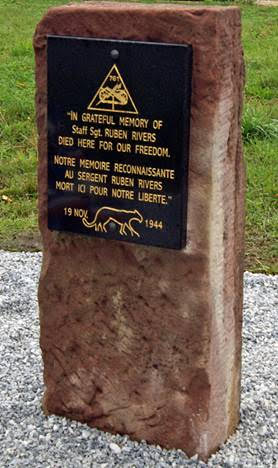 761
"IN GRATEFUL MEMORY OF
Staff Sgt. RUBEN RIVERS
DIED HERE FOR OUR FREEDOM.
NOTRE MEMOIRE RECONNAISSANTE
AU SERGENT RUBEN RIVERS
MORT ICI POUR NOTRE LIBERTE."
19 NOV. 1944